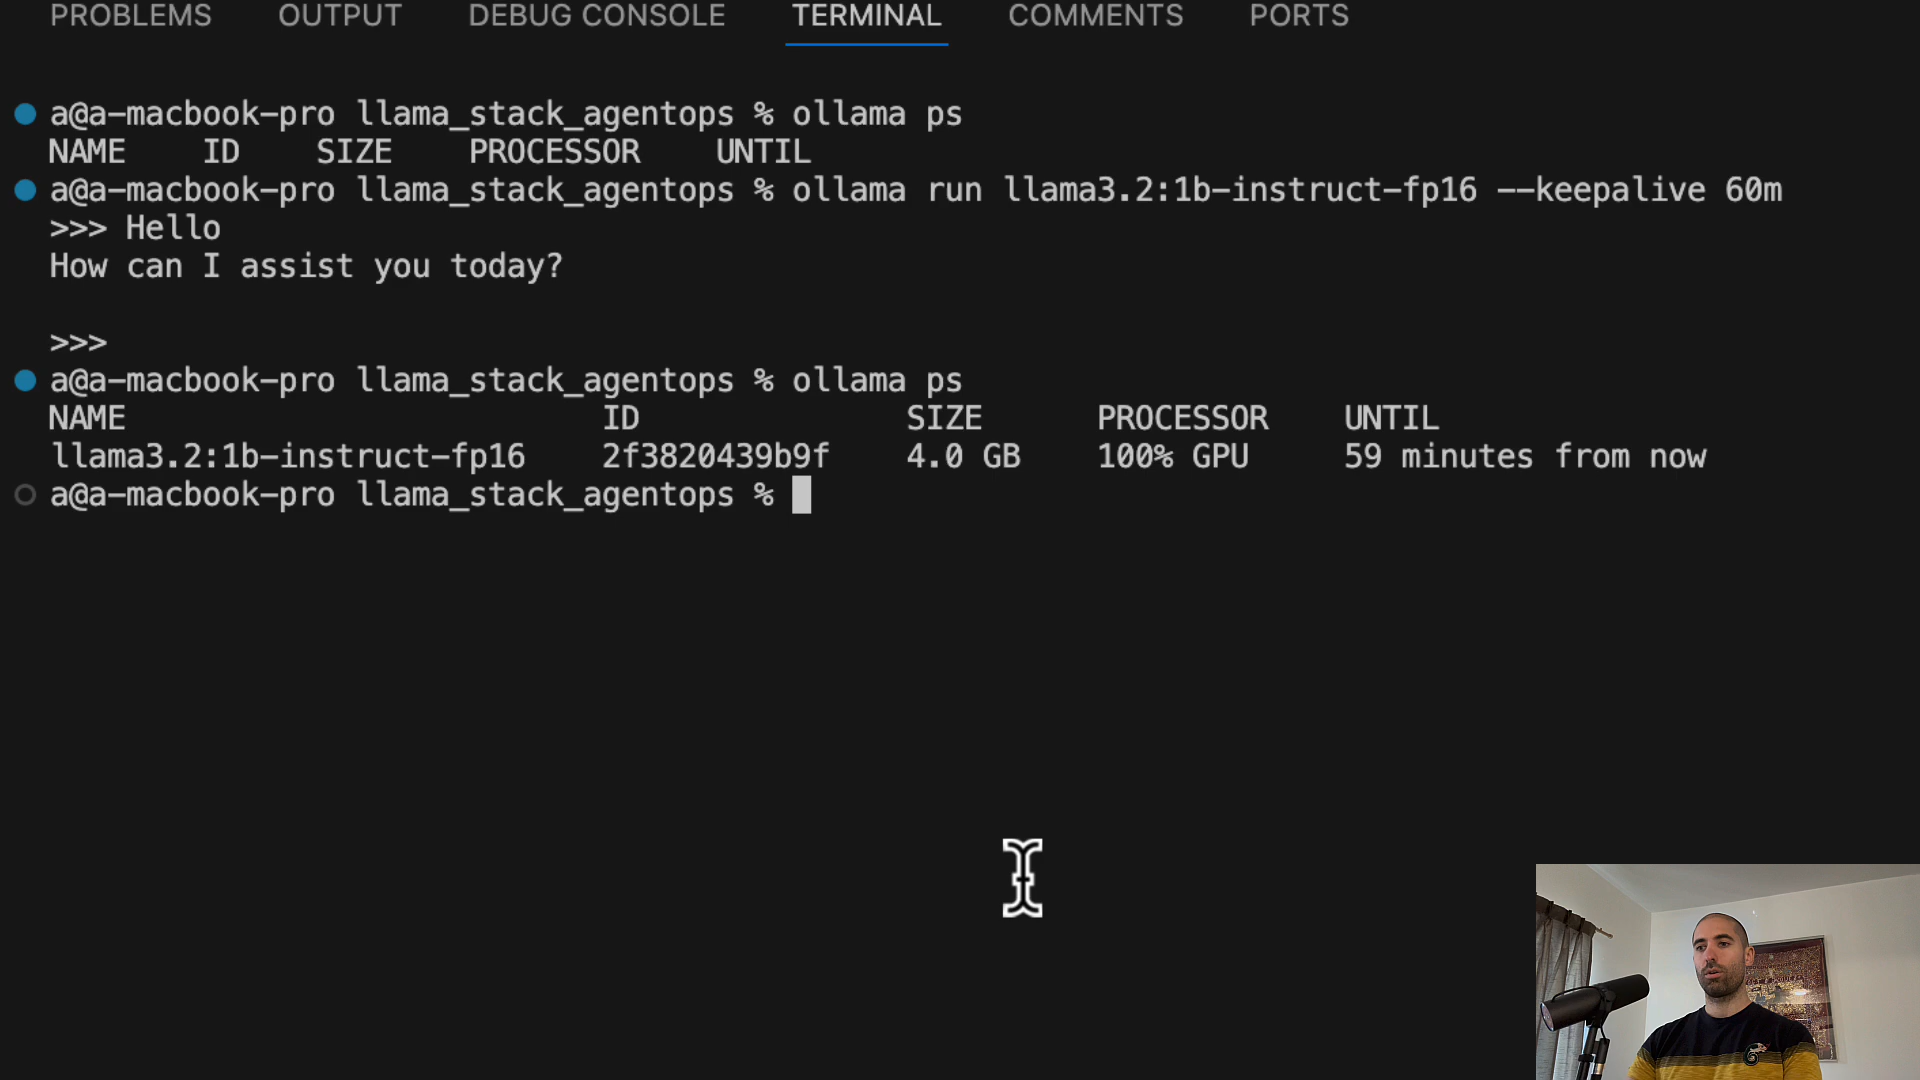 PROBLEMS OUTPUT DEBUG CONSOLE TERMINAL COMMENTS PORTS
a@a-macbook-pro llama_stack_agentops % ollama ps
NAME ID SIZE PROCESSOR UNTIL
a@a-macbook-pro llama_stack_agentops % ollama run llama3.2:1b-instruct-fp16 --keepalive 60m
>>> Hello
How can I assist you today?
>>>
a@a-macbook-pro llama_stack_agentops % ollama ps
NAME ID SIZE PROCESSOR UNTIL
llama3.2:1b-instruct-fp16 2f3820439b9f 4.0 GB 100% GPU 59 minutes from now
a@a-macbook-pro llama_stack_agentops %